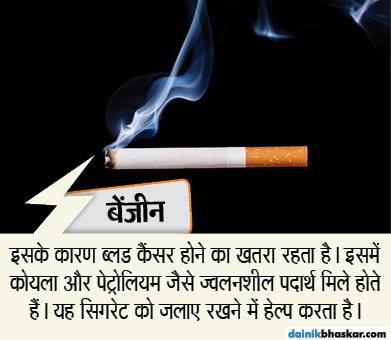 बेंजीन
इसके कारण ब्लड कैंसर होने का खतरा रहता है। इसमें
कोयला और पेट्रोलियम जैसे ज्वलनशील पदार्थ मिले होते
हैं। यह सिगरेट को जलाए रखने में हेल्प करता है।
dainikbhaskar.com